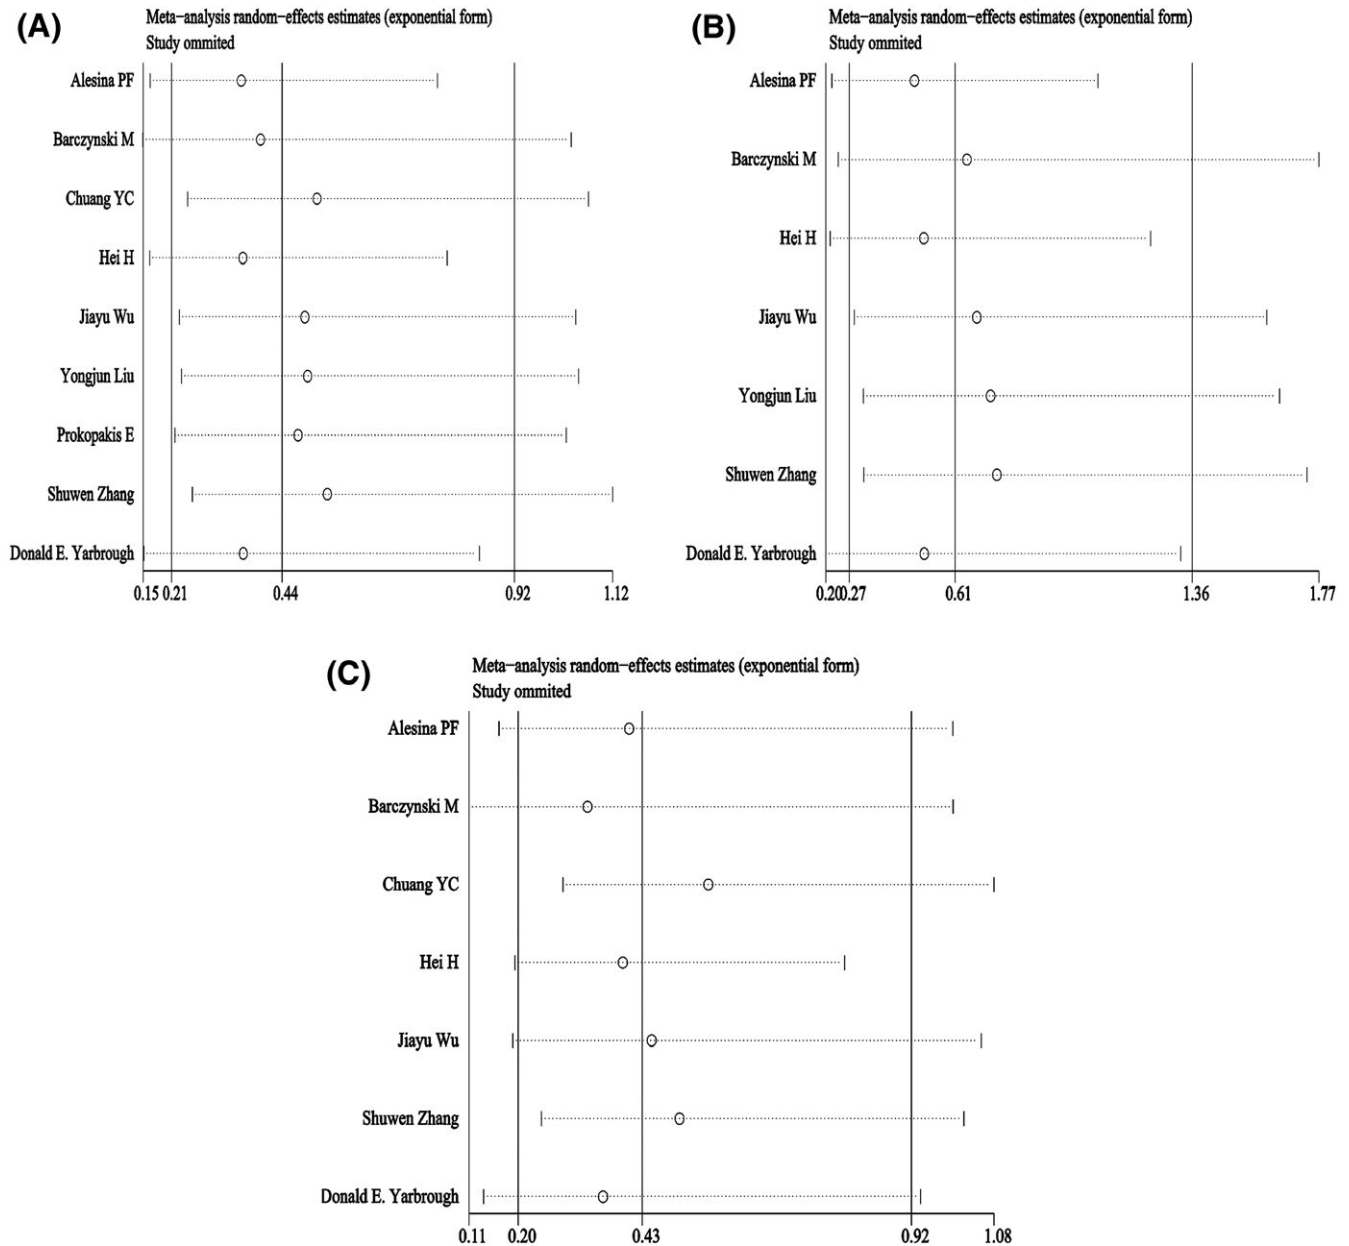 (A)
Meta−analysis random−effects estimates (exponential form)
Study ommited
Alesina PF
Barczynski M
Chuang YC
Hei H
Jiayu Wu
Yongjun Liu
Prokopakis E
Shuwen Zhang
Donald E. Yarbrough
0.15 0.21 0.44 0.92 1.12
(B)
Meta−analysis random−effects estimates (exponential form)
Study ommited
Alesina PF
Barczynski M
Hei H
Jiayu Wu
Yongjun Liu
Shuwen Zhang
Donald E. Yarbrough
0.20 0.27 0.61 1.36 1.77
(C)
Meta−analysis random−effects estimates (exponential form)
Study ommited
Alesina PF
Barczynski M
Chuang YC
Hei H
Jiayu Wu
Shuwen Zhang
Donald E. Yarbrough
0.11 0.20 0.43 0.92 1.08